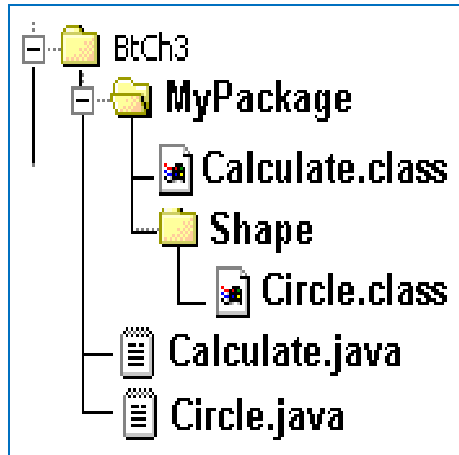 BtCh3
MyPackage
Calculate.class
Shape
Circle.class
Calculate.java
Circle.java